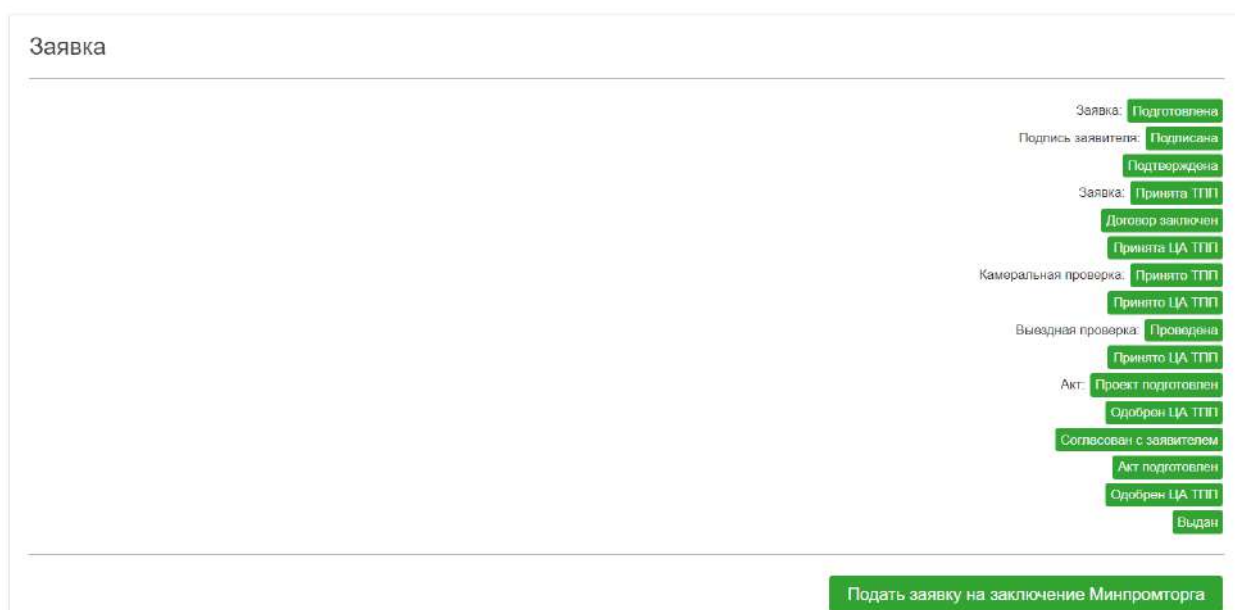 Заявка
Заявка: Подготовлена
Подпись заявителя: Подписана
Подтверждена
Заявка: Принята ТПП
Договор заключен
Принята ЦА ТПП
Камеральная проверка: Принято ТПП
Принято ЦА ТПП
Выездная проверка: Проведена
Принято ЦА ТПП
Акт: Проект подготовлен
Одобрен ЦА ТПП
Согласован с заявителем
Акт подготовлен
Одобрен ЦА ТПП
Выдан
Подать заявку на заключение Минпромторга